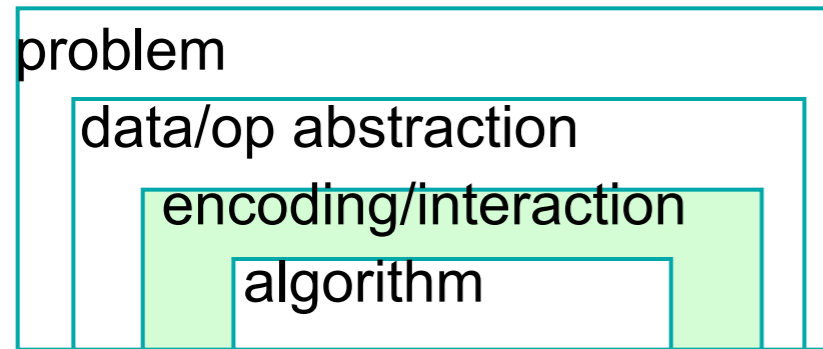 problem
data/op abstraction
encoding/interaction
algorithm